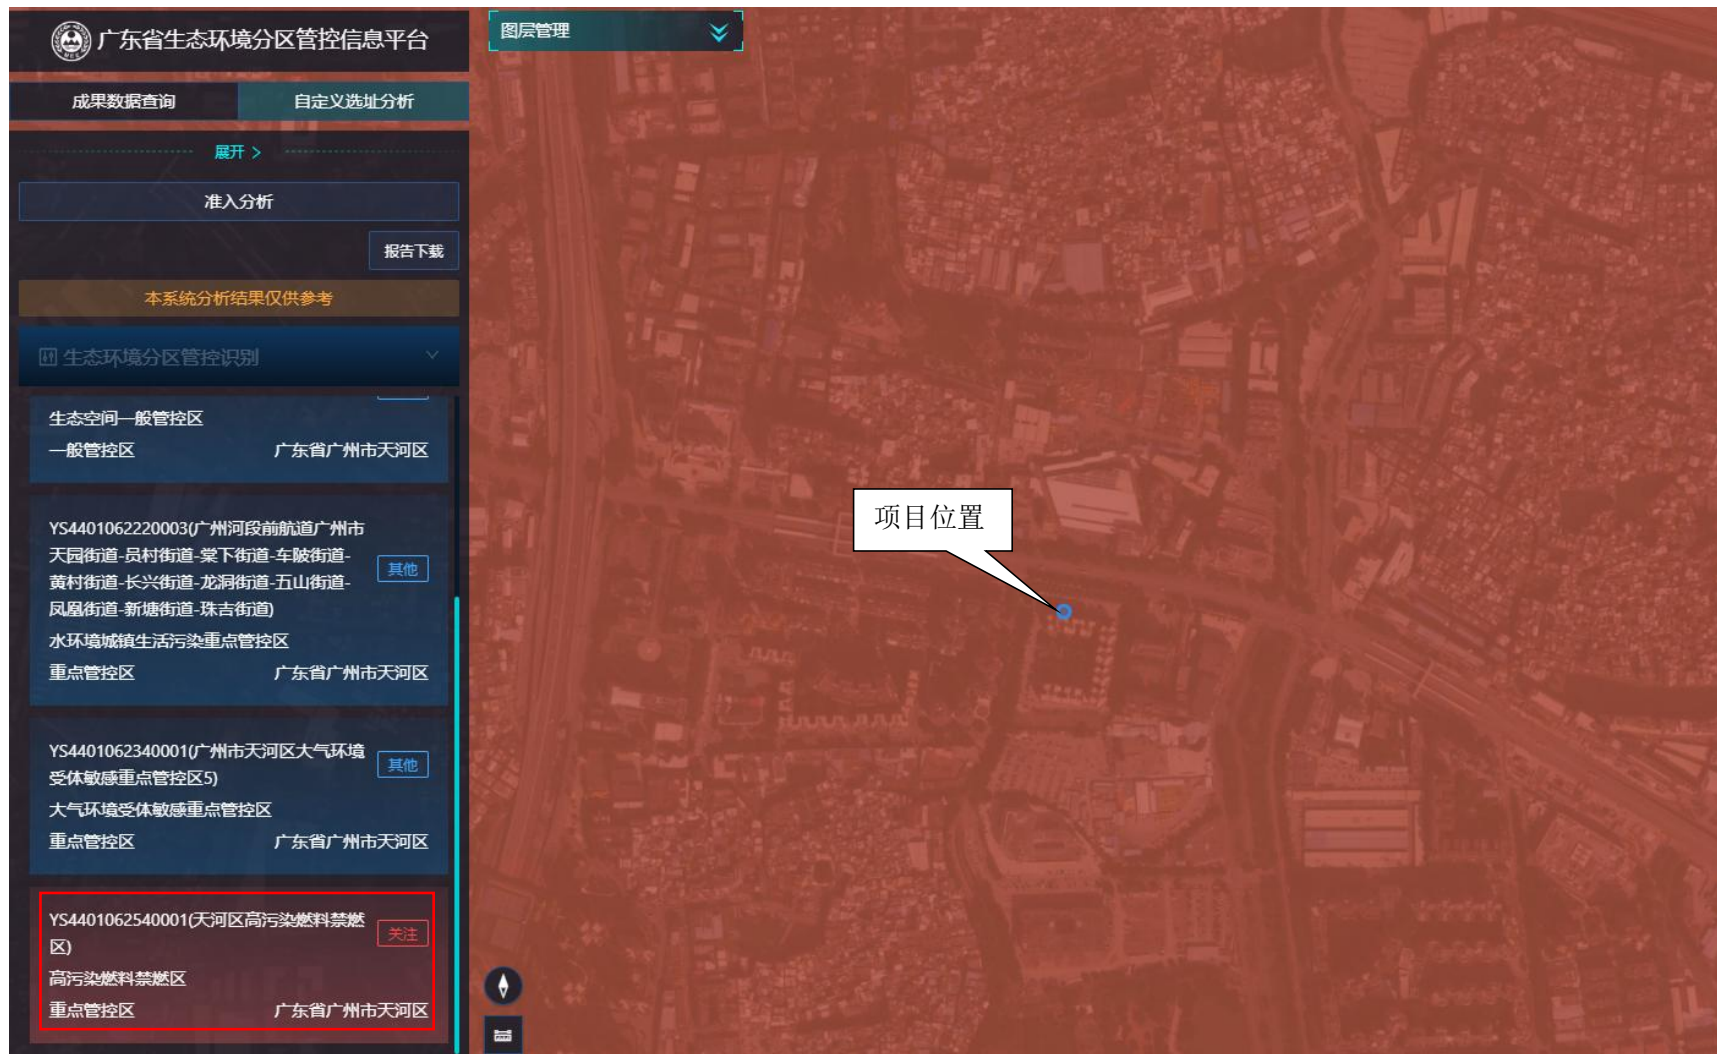 广东省生态环境分区管控信息平台
图层管理
成果数据查询
自定义选址分析
展开 >
准入分析
报告下载
本系统分析结果仅供参考
生态环境分区管控识别
生态空间一般管控区
一般管控区
广东省广州市天河区
YS4401062220003(广州河段前航道广州市
天园街道-员村街道-棠下街道-车陂街道-
黄村街道-长兴街道-龙洞街道-五山街道-
凤凰街道-新塘街道-珠吉街道)
其他
水环境城镇生活污染重点管控区
重点管控区
广东省广州市天河区
YS4401062340001(广州市天河区大气环境
受体敏感重点管控区5)
其他
大气环境受体敏感重点管控区
重点管控区
广东省广州市天河区
YS4401062540001(天河区高污染燃料禁燃
区)
关注
高污染燃料禁燃区
重点管控区
广东省广州市天河区
项目位置